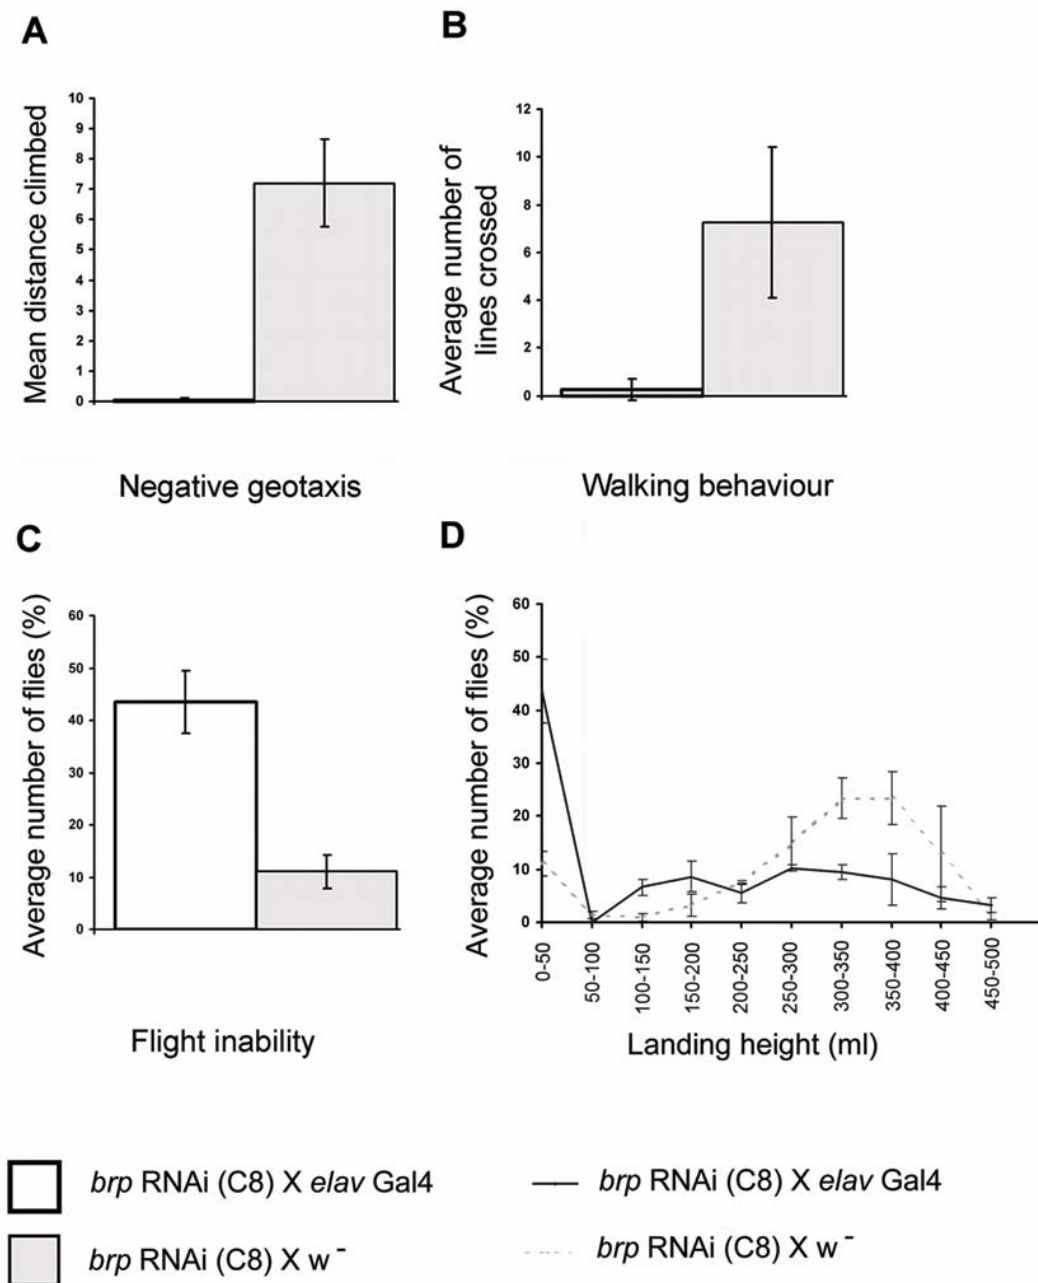 A
Mean distance climbed
10
9
8
7
6
5
4
3
2
1
0
Negative geotaxis
B
Average number of
lines crossed
12
10
8
6
4
2
0
Walking behaviour
C
Average number of flies (%)
60
50
40
30
20
10
0
Flight inability
D
Average number of flies (%)
60
50
40
30
20
10
0
0-50
50-100
100-150
150-200
200-250
250-300
300-350
350-400
400-450
450-500
Landing height (ml)
brp RNAi (C8) X elav Gal4
brp RNAi (C8) X w⁻
brp RNAi (C8) X elav Gal4
brp RNAi (C8) X w⁻